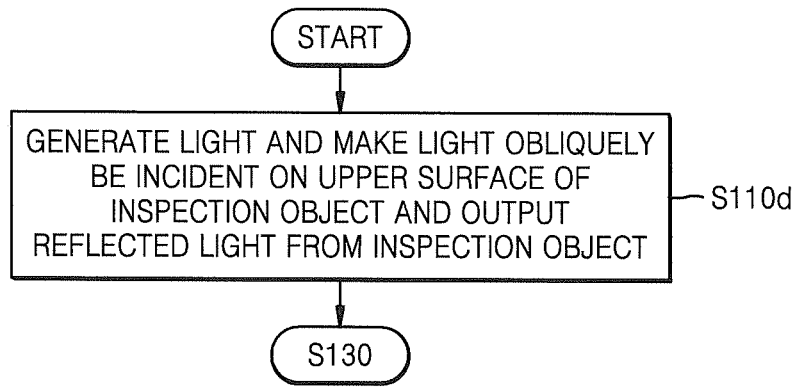 START
GENERATE LIGHT AND MAKE LIGHT OBLIQUELY
BE INCIDENT ON UPPER SURFACE OF
INSPECTION OBJECT AND OUTPUT
REFLECTED LIGHT FROM INSPECTION OBJECT
S110d
S130